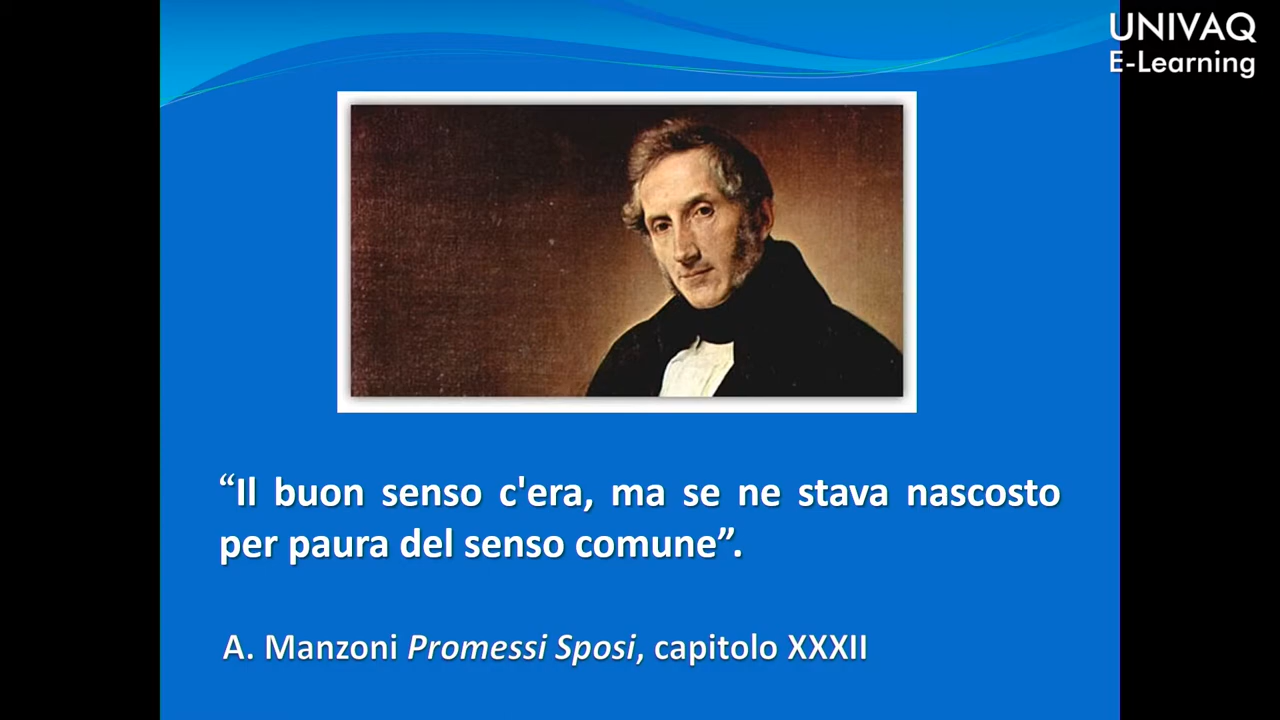 UNIVAQ
E-Learning
“Il buon senso c'era, ma se ne stava nascosto
per paura del senso comune”.
A. Manzoni Promessi Sposi, capitolo XXXII